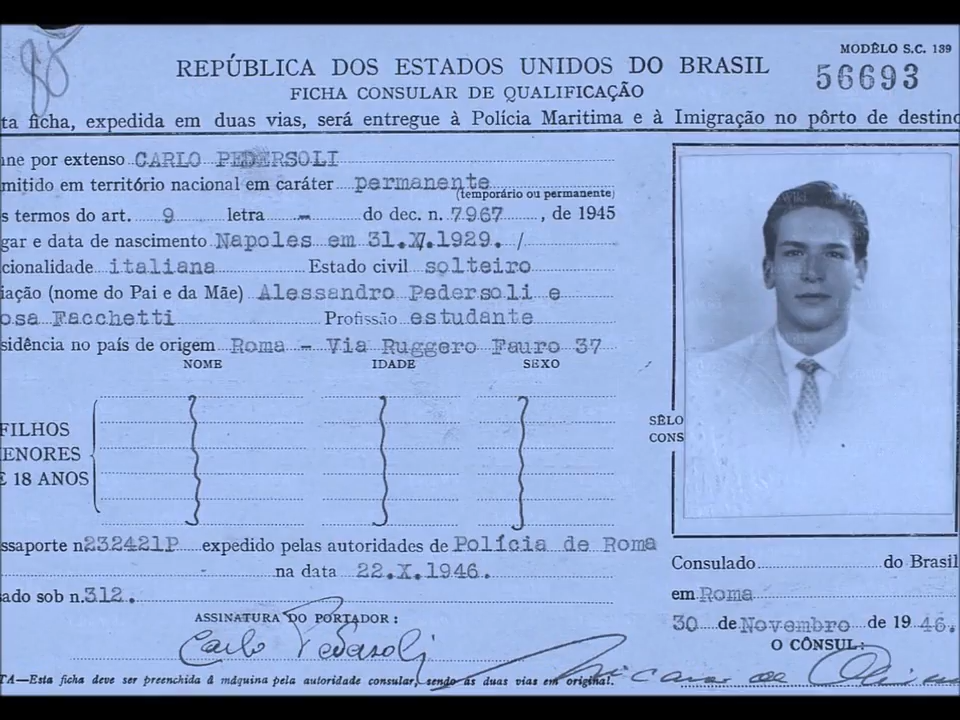 85
MODÊLO S.C. 139
56693
REPÚBLICA DOS ESTADOS UNIDOS DO BRASIL
FICHA CONSULAR DE QUALIFICAÇÃO
ta ficha, expedida em duas vias, será entregue à Polícia Maritima e à Imigração no pôrto de destino
me por extenso CARLO PEDERSOLI
mitido em território nacional em caráter permanente
(temporário ou permanente)
s termos do art. 9 letra — do dec. n. 7967, de 1945
gar e data de nascimento Napoles em 31.X.1929. /
cionalidade italiana Estado civil solteiro
iação (nome do Pai e da Mãe) Alessandro Pedersoli e
osa Facchetti Profissão estudante
sidência no país de origem Roma - Via Ruggero Fauro 37
NOME IDADE SEXO
FILHOS
ENORES
E 18 ANOS
SÊLO
CONS
ssaporte n. 232421P expedido pelas autoridades de Polícia de Roma
na data 22.X.1946.
ado sob n. 312.
Consulado do Brasil
em Roma
30 de Novembro de 1946.
O CÔNSUL:
ASSINATURA DO PORTADOR:
Carlo Pedersoli
TA—Esta ficha deve ser preenchida á máquina pela autoridade consular, sendo as duas vias em original.